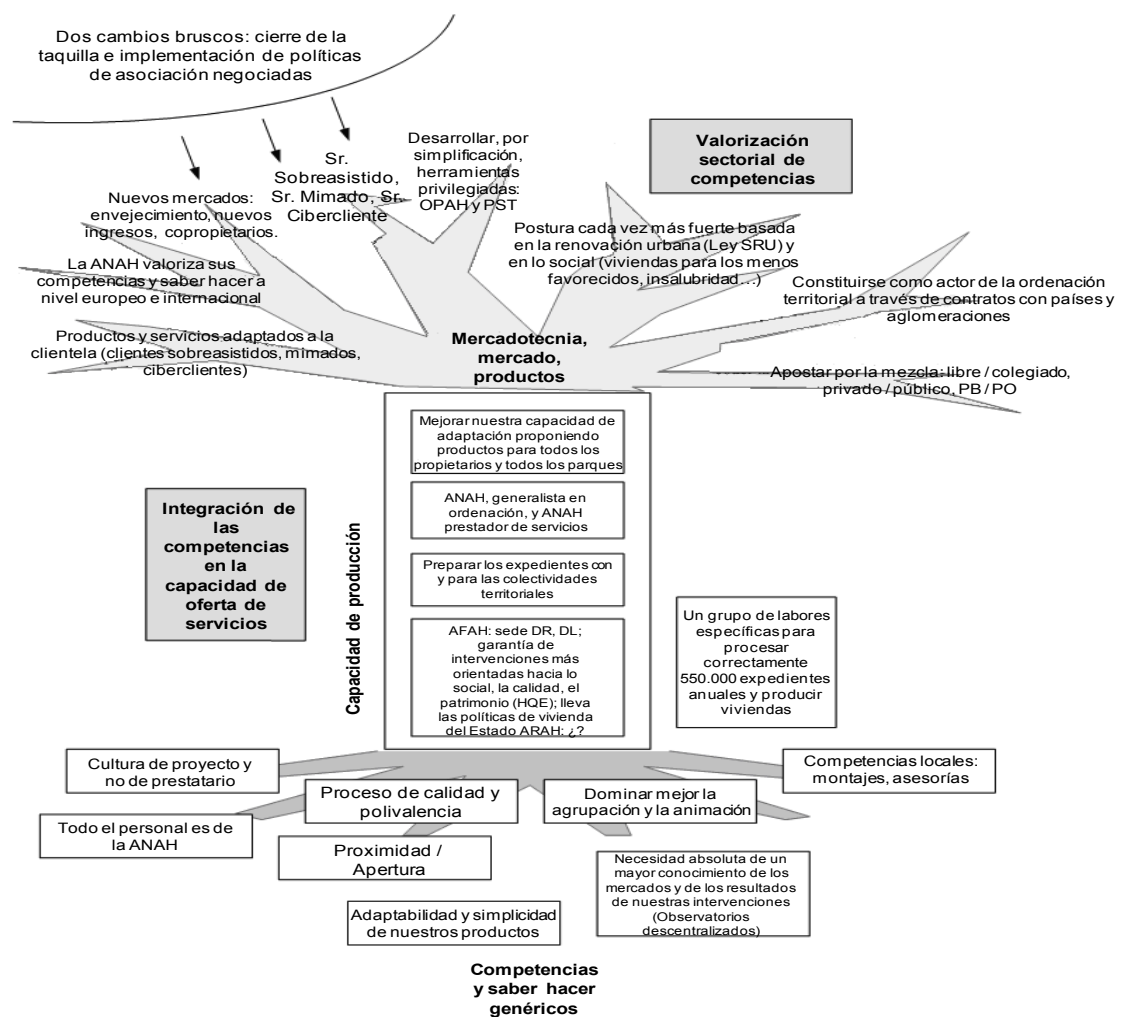 Dos cambios bruscos: cierre de la
taquilla e implementación de políticas
de asociación negociadas
Nuevos mercados:
envejecimiento, nuevos
ingresos, copropietarios.
Sr.
Sobreasistido,
Sr. Mimado, Sr.
Cibercliente
Desarrollar, por
simplificación,
herramientas
privilegiadas:
OPAH y PST
Valorización
sectorial de
competencias
Postura cada vez más fuerte basada
en la renovación urbana (Ley SRU) y
en lo social (viviendas para los menos
favorecidos, insalubridad…)
La ANAH valoriza sus
competencias y saber hacer a
nivel europeo e internacional
Constituirse como actor de la ordenación
territorial a través de contratos con países y
aglomeraciones
Productos y servicios adaptados a la
clientela (clientes sobreasistidos, mimados,
ciberclientes)
Mercadotecnia,
mercado,
productos
Apostar por la mezcla: libre / colegiado,
privado / público, PB / PO
Mejorar nuestra capacidad de
adaptación proponiendo
productos para todos los
propietarios y todos los parques
ANAH, generalista en
ordenación, y ANAH
prestador de servicios
Preparar los expedientes con
y para las colectividades
territoriales
AFAH: sede DR, DL;
garantía de
intervenciones más
orientadas hacia lo
social, la calidad, el
patrimonio (HQE); lleva
las políticas de vivienda
del Estado ARAH: ¿?
Integración de
las
competencias
en la
capacidad de
oferta de
servicios
Capacidad de producción
Un grupo de labores
específicas para
procesar
correctamente
550.000 expedientes
anuales y producir
viviendas
Cultura de proyecto y
no de prestatario
Competencias locales:
montajes, asesorías
Proceso de calidad y
polivalencia
Dominar mejor la
agrupación y la animación
Todo el personal es de
la ANAH
Proximidad /
Apertura
Necesidad absoluta de un
mayor conocimiento de los
mercados y de los resultados
de nuestras intervenciones
(Observatorios
descentralizados)
Adaptabilidad y simplicidad
de nuestros productos
Competencias
y saber hacer
genéricos